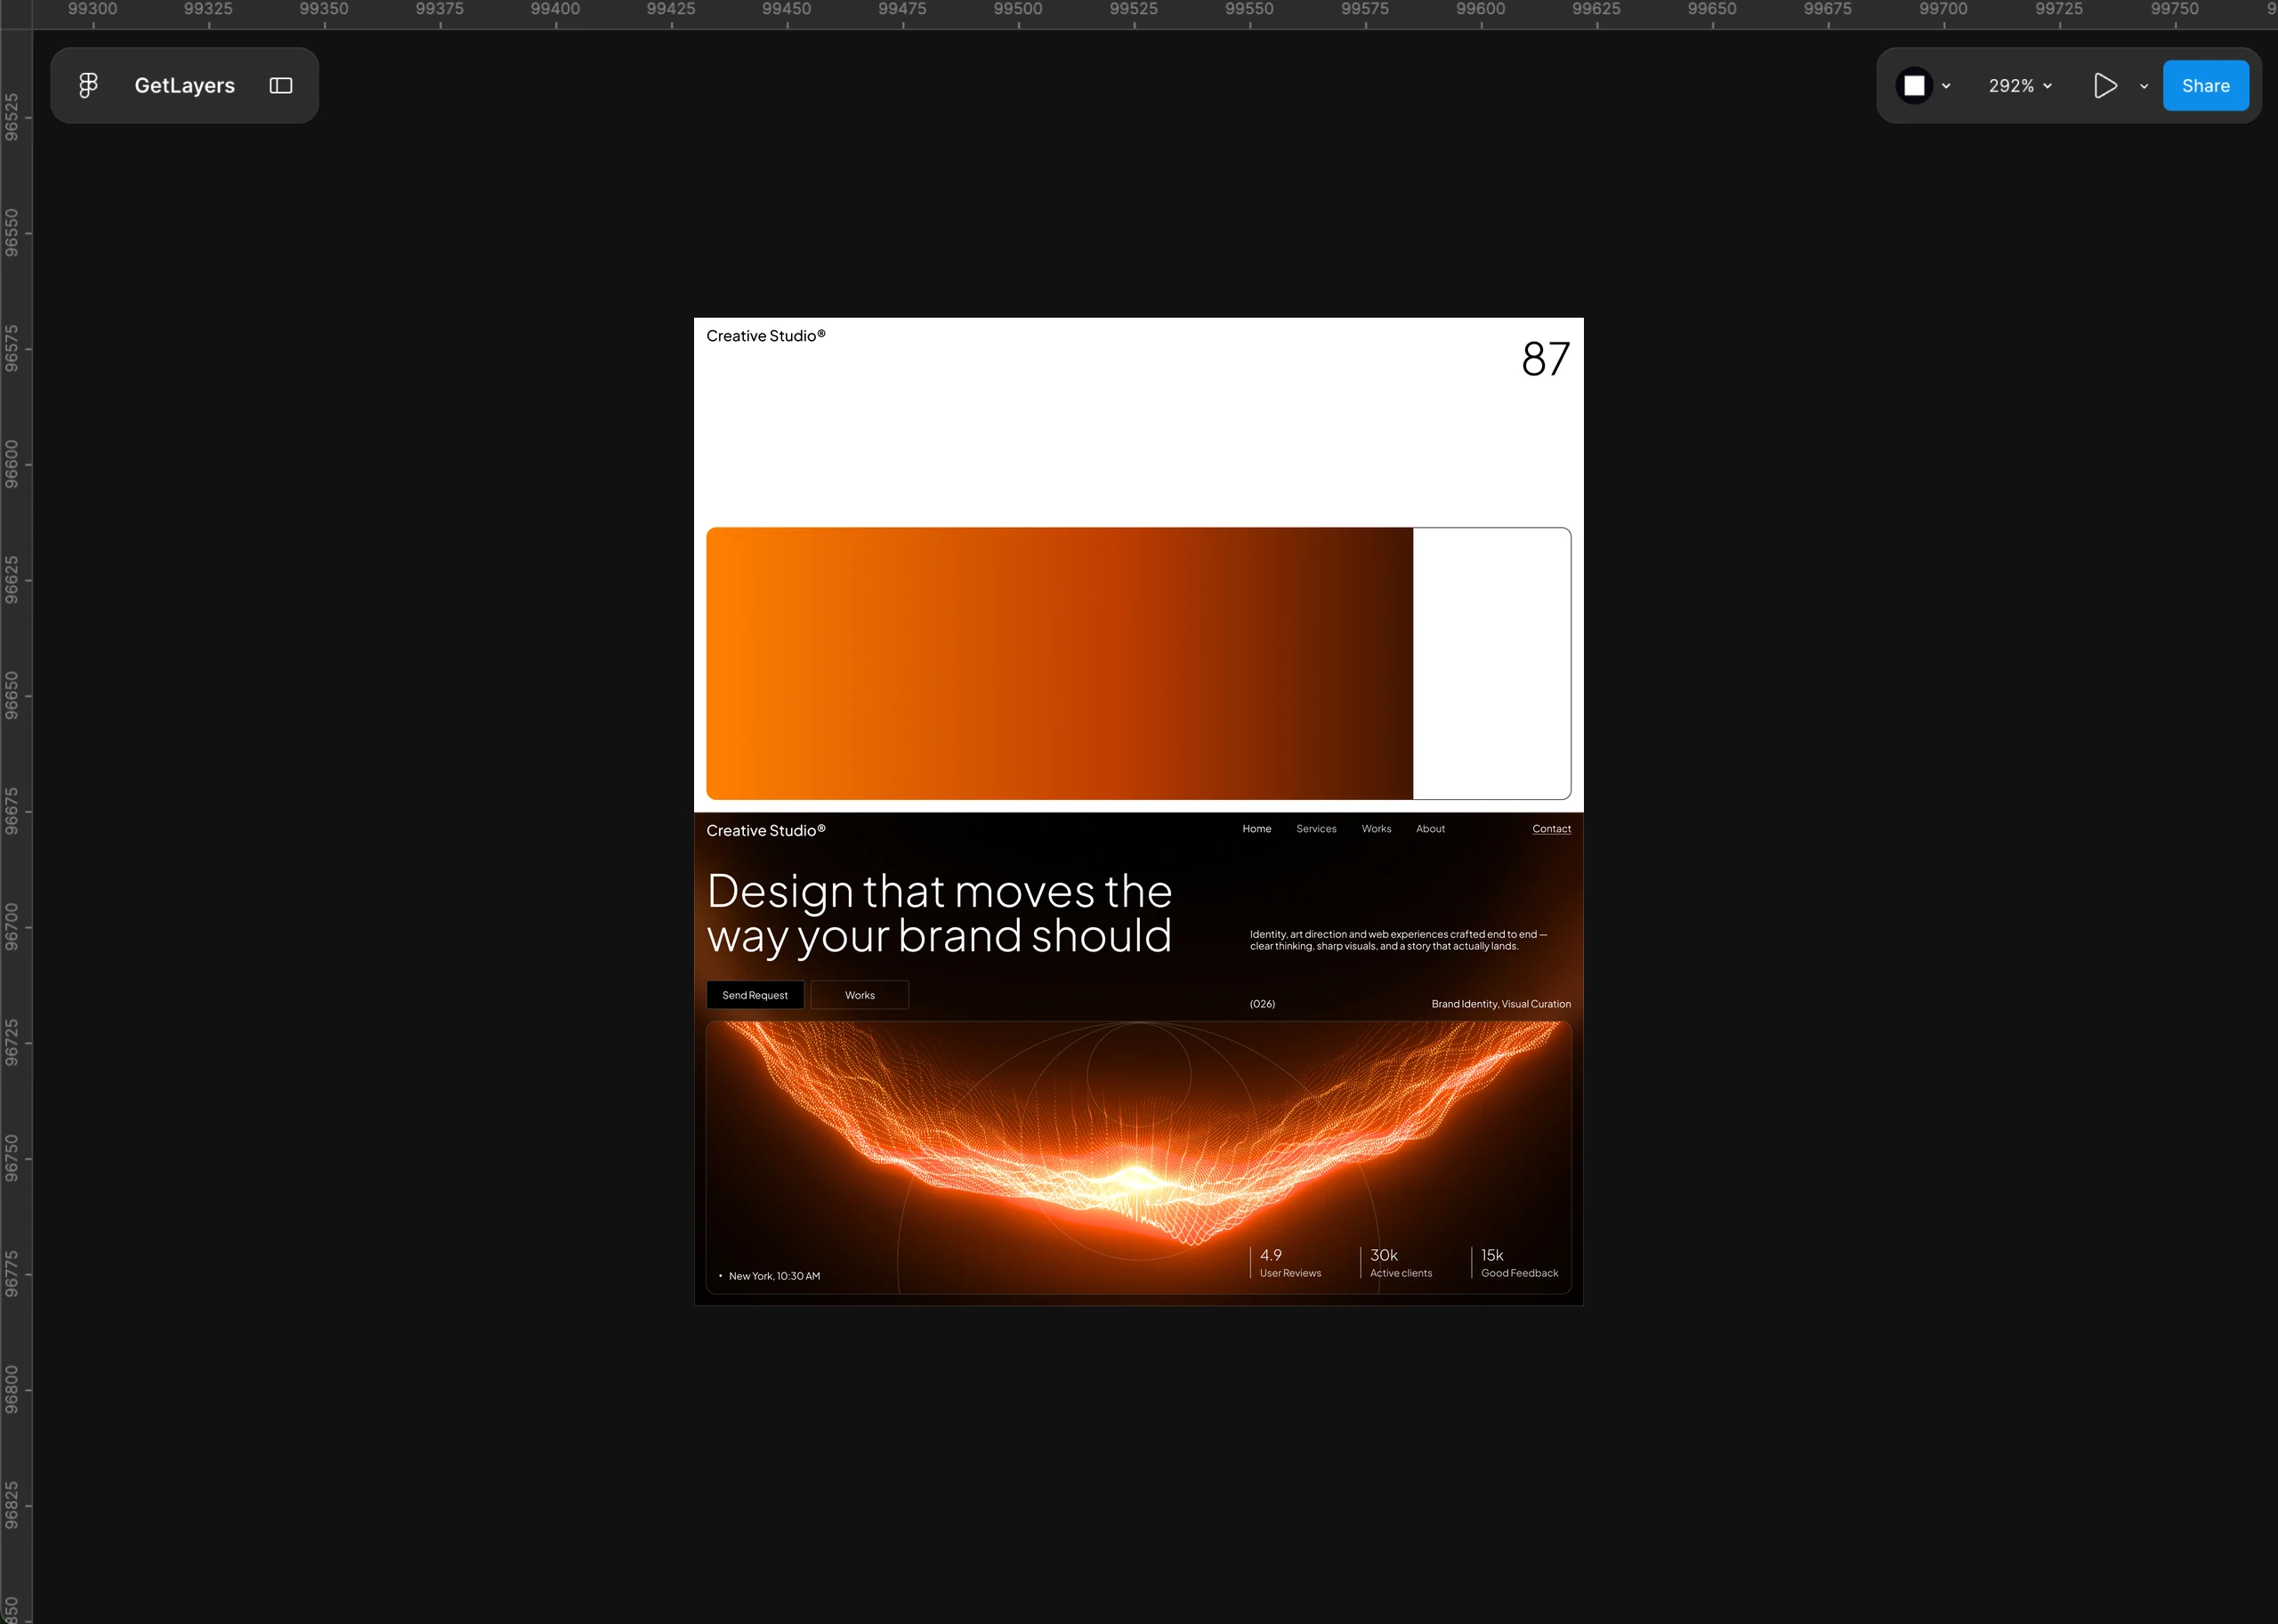 99300 99325 99350 99375 99400 99425 99450 99475 99500 99525 99550 99575 99600 99625 99650 99675 99700 99725 99750 9
GetLayers
292%
Share
96525
96550
96575
96600
96625
96650
96675
96700
96725
96750
96775
96800
96825
850
Creative Studio®
87
Creative Studio®
Home Services Works About Contact
Design that moves the
way your brand should
Identity, art direction and web experiences crafted end to end —
clear thinking, sharp visuals, and a story that actually lands.
Send Request Works
(026) Brand Identity, Visual Curation
4.9 30k 15k
User Reviews Active clients Good Feedback
• New York, 10:30 AM